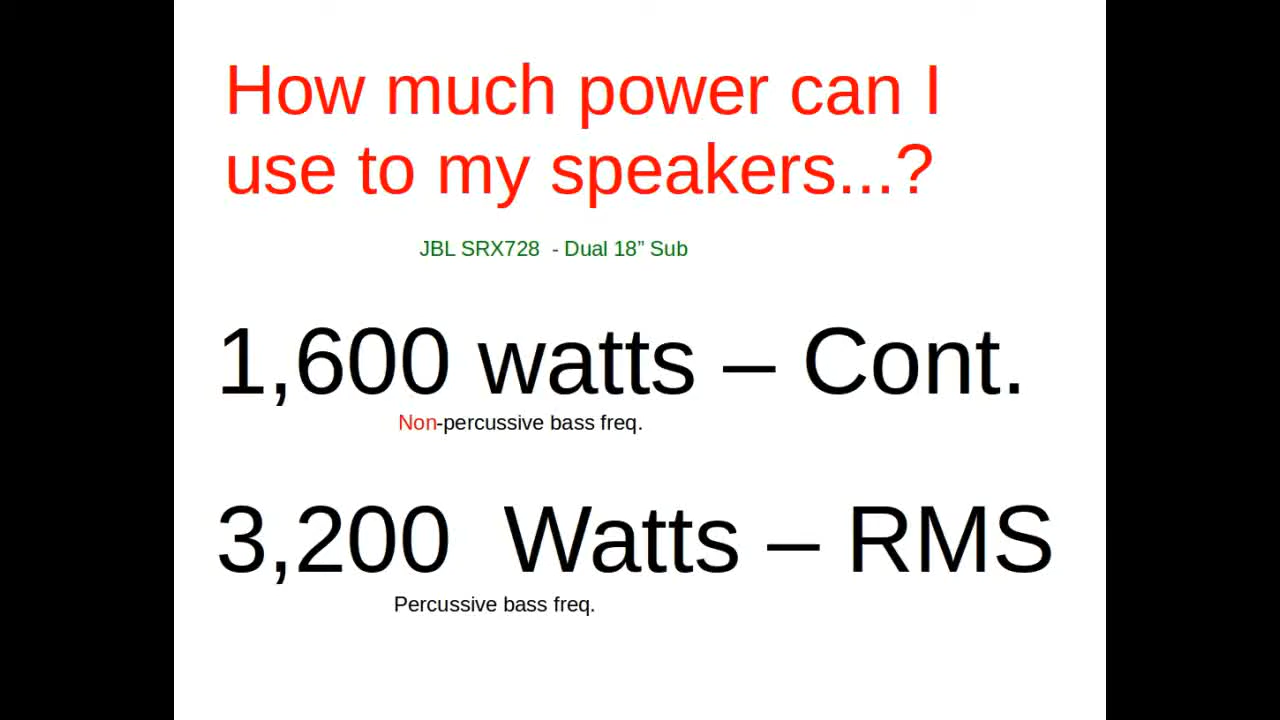 How much power can I
use to my speakers...?
JBL SRX728 - Dual 18” Sub
1,600 watts – Cont.
Non-percussive bass freq.
3,200 Watts – RMS
Percussive bass freq.